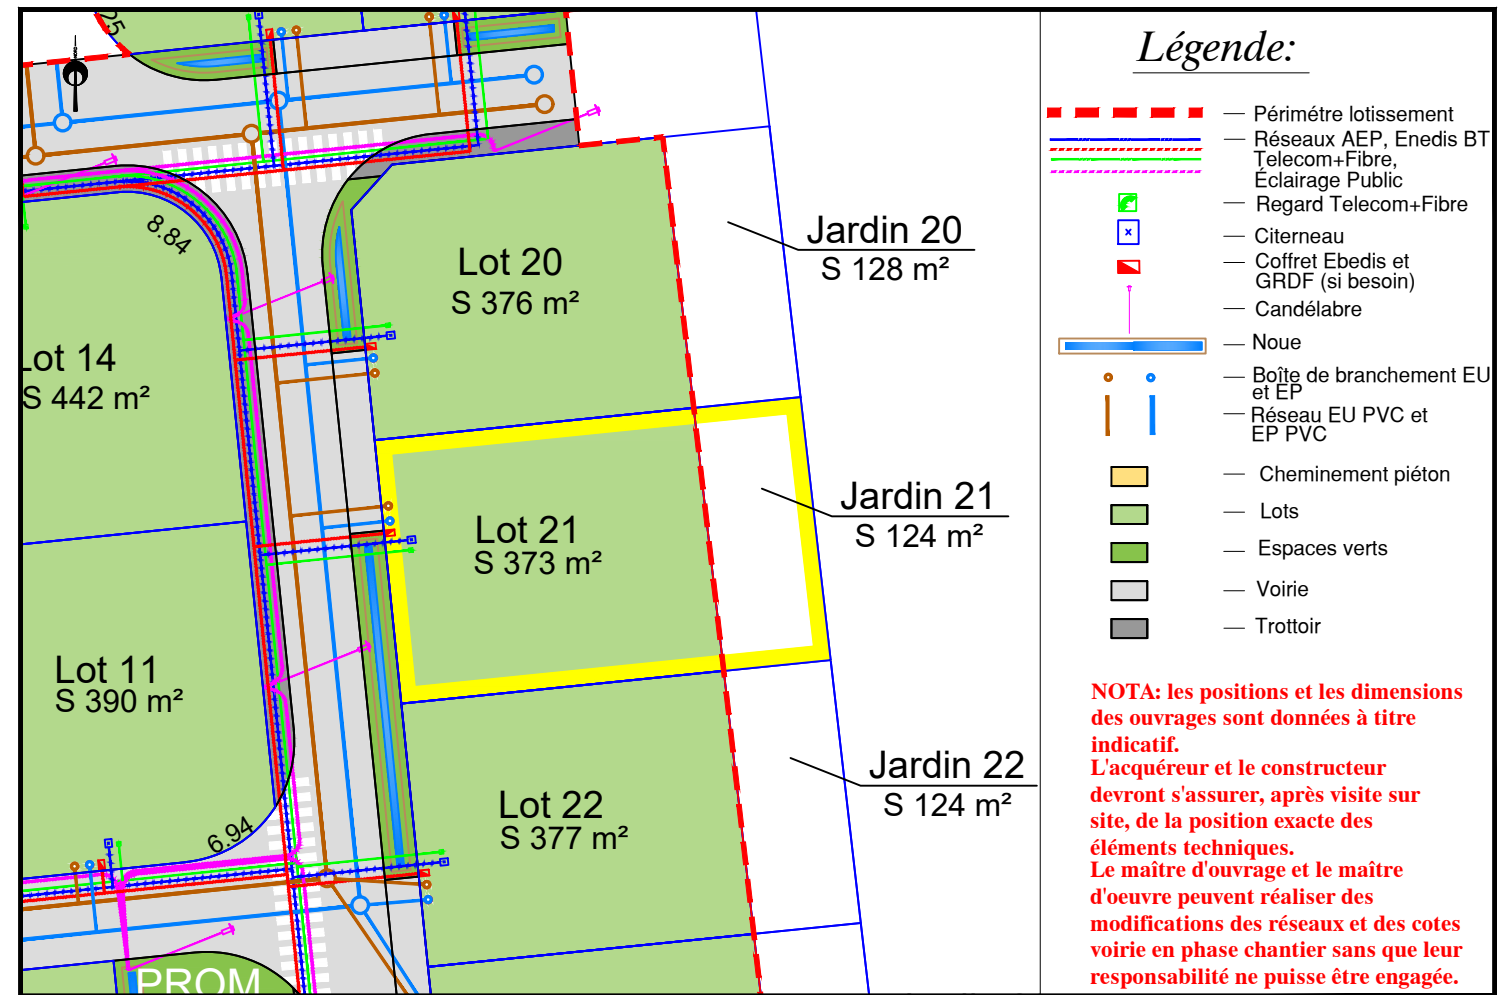 25
8.84
Lot 20
S 376 m²
Jardin 20
S 128 m²
Lot 14
S 442 m²
Lot 21
S 373 m²
Jardin 21
S 124 m²
Lot 11
S 390 m²
Jardin 22
S 124 m²
Lot 22
S 377 m²
6.94
PROM
Légende:
Périmétre lotissement
Réseaux AEP, Enedis BT
Telecom+Fibre,
Éclairage Public
Regard Telecom+Fibre
Citerneau
Coffret Ebedis et
GRDF (si besoin)
Candélabre
Noue
Boîte de branchement EU
et EP
Réseau EU PVC et
EP PVC
Cheminement piéton
Lots
Espaces verts
Voirie
Trottoir
NOTA: les positions et les dimensions
des ouvrages sont données à titre
indicatif.
L'acquéreur et le constructeur
devront s'assurer, après visite sur
site, de la position exacte des
éléments techniques.
Le maître d'ouvrage et le maître
d'oeuvre peuvent réaliser des
modifications des réseaux et des cotes
voirie en phase chantier sans que leur
responsabilité ne puisse être engagée.